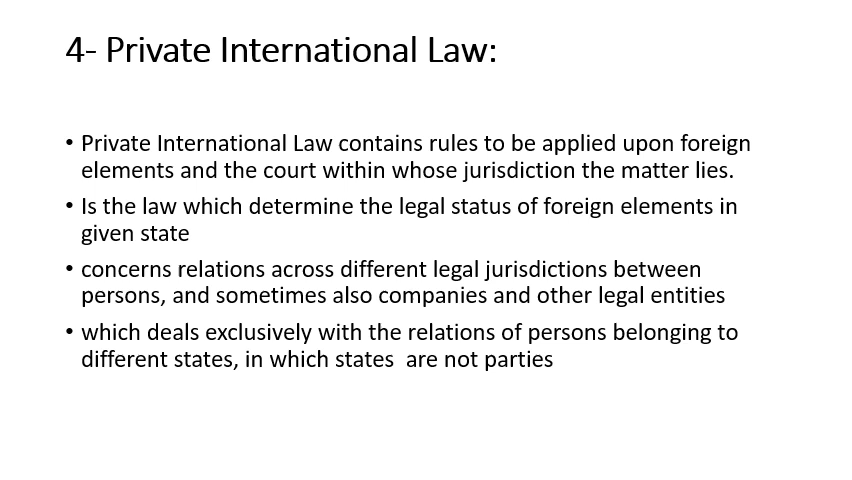 4- Private International Law:
• Private International Law contains rules to be applied upon foreign
elements and the court within whose jurisdiction the matter lies.
• Is the law which determine the legal status of foreign elements in
given state
• concerns relations across different legal jurisdictions between
persons, and sometimes also companies and other legal entities
• which deals exclusively with the relations of persons belonging to
different states, in which states  are not parties